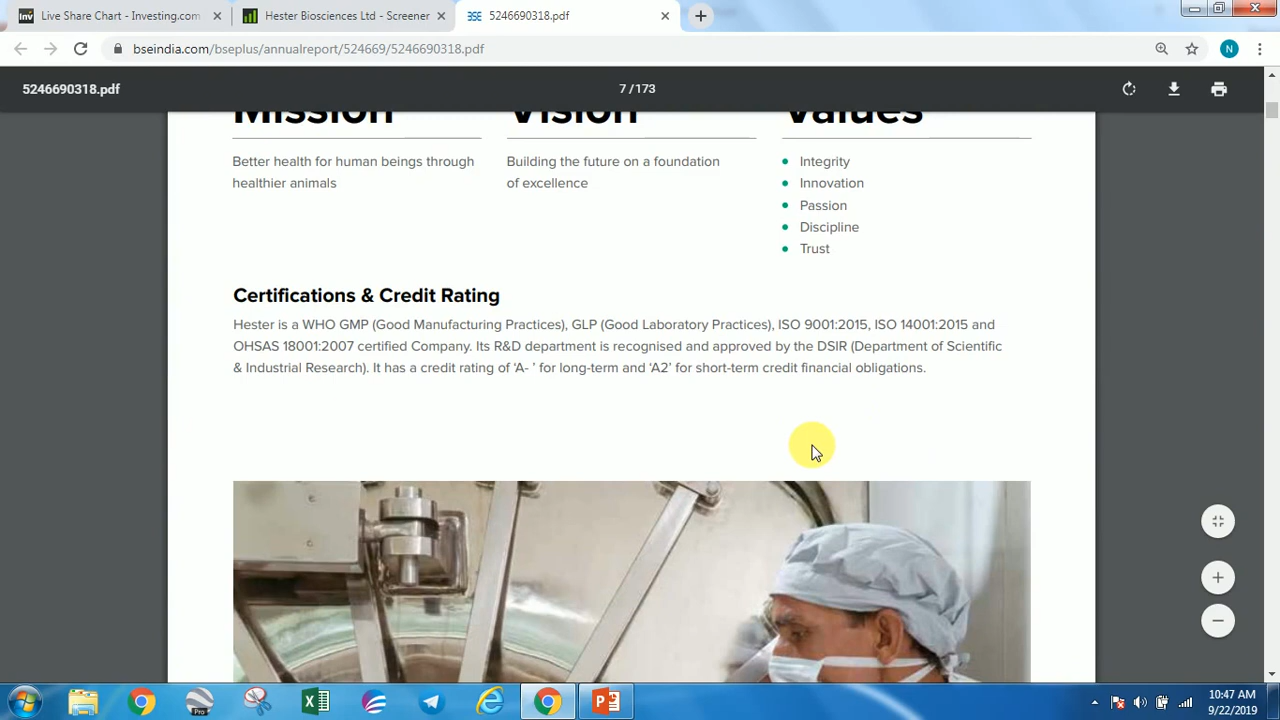 Live Share Chart - Investing.com
Hester Biosciences Ltd - Screener
5246690318.pdf
bseindia.com/bseplus/annualreport/524669/5246690318.pdf
N
5246690318.pdf
7 / 173
Mission
Vision
Values
Better health for human beings through
healthier animals
Building the future on a foundation
of excellence
• Integrity
• Innovation
• Passion
• Discipline
• Trust
Certifications & Credit Rating
Hester is a WHO GMP (Good Manufacturing Practices), GLP (Good Laboratory Practices), ISO 9001:2015, ISO 14001:2015 and
OHSAS 18001:2007 certified Company. Its R&D department is recognised and approved by the DSIR (Department of Scientific
& Industrial Research). It has a credit rating of ‘A- ’ for long-term and ‘A2’ for short-term credit financial obligations.
Pro
10:47 AM
9/22/2019